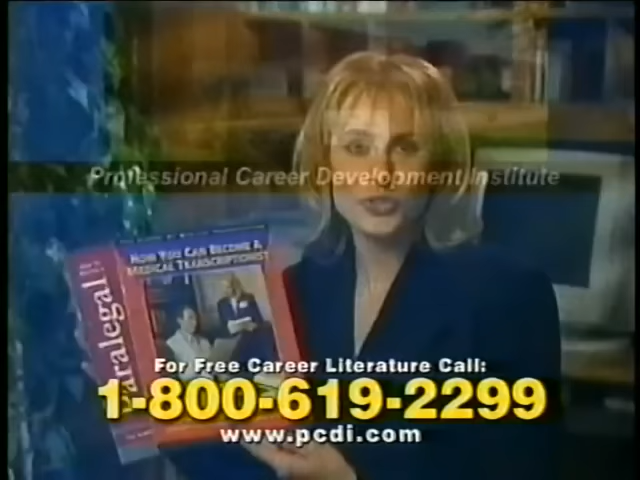 Professional Career Development Institute
HOW YOU CAN BECOME A
MEDICAL TRANSCRIPTIONIST
Paralegal
For Free Career Literature Call:
1-800-619-2299
www.pcdi.com